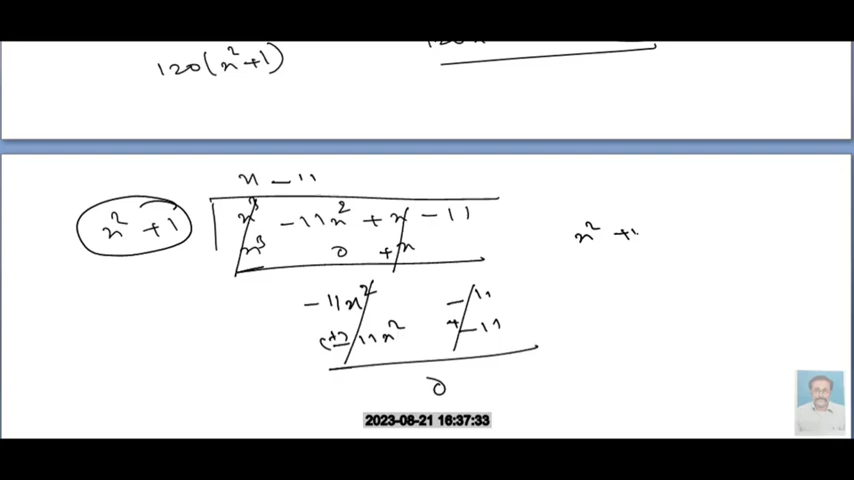 120(x²+1)
x - 11
x² + 1
x³ - 11x² + x - 11
x³ 0 + x
x² +1
-11x² - 11
(+) - 11x² + - 11
0
2023-08-21 16:37:33